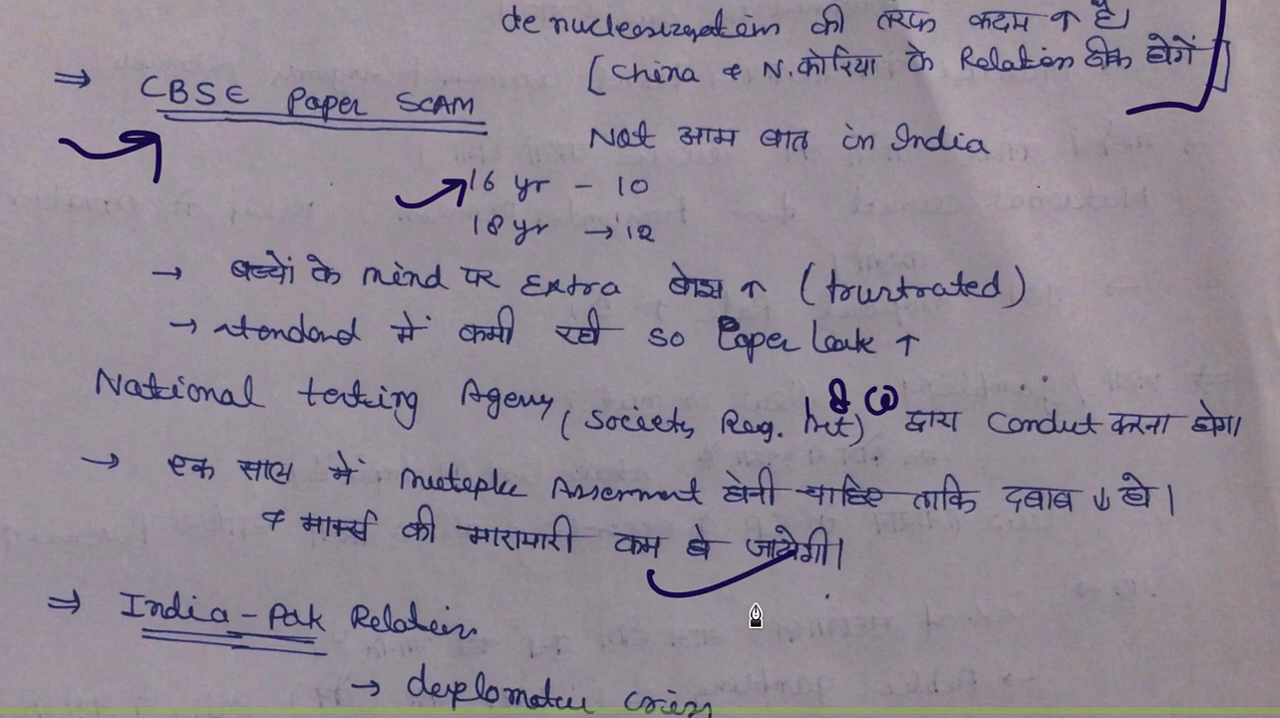 denuclearization की तरफ कदम ↑ है।
[China & N.कोरिया के Relation ठीक होगें]
⇒ CBSE Paper SCAM
Not आम बात in India
16 yr - 10
18 yr → 12
→ बच्चों के mind पर Extra बोझ ↑ (frustrated)
→ standard में कमी रही so Paper leak ↑
National testing Agency (Society Reg. Act) द्वारा Conduct करना होगा।
→ एक साल में multiple Assessment होनी चाहिए ताकि दबाव ↓ हो।
& मार्क्स की मारामारी कम हो जायेगी।
⇒ India-Pak Relation
→ deplomatic crisis